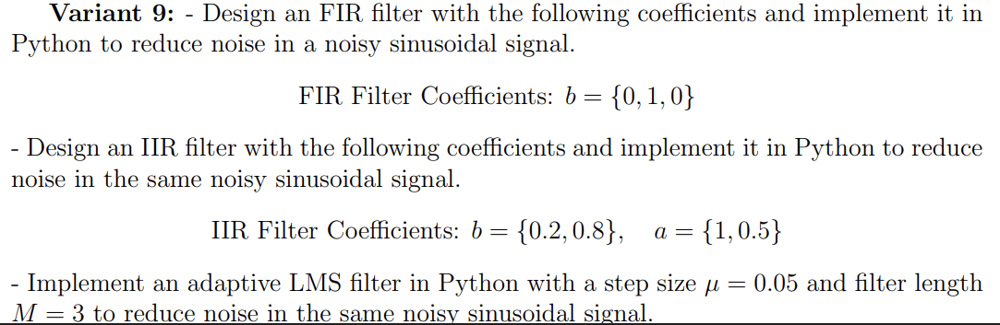 Variant 9: - Design an FIR filter with the following coefficients and implement it in
Python to reduce noise in a noisy sinusoidal signal.
FIR Filter Coefficients: b = {0, 1, 0}
- Design an IIR filter with the following coefficients and implement it in Python to reduce
noise in the same noisy sinusoidal signal.
IIR Filter Coefficients: b = {0.2, 0.8}, a = {1, 0.5}
- Implement an adaptive LMS filter in Python with a step size μ = 0.05 and filter length
M = 3 to reduce noise in the same noisy sinusoidal signal.